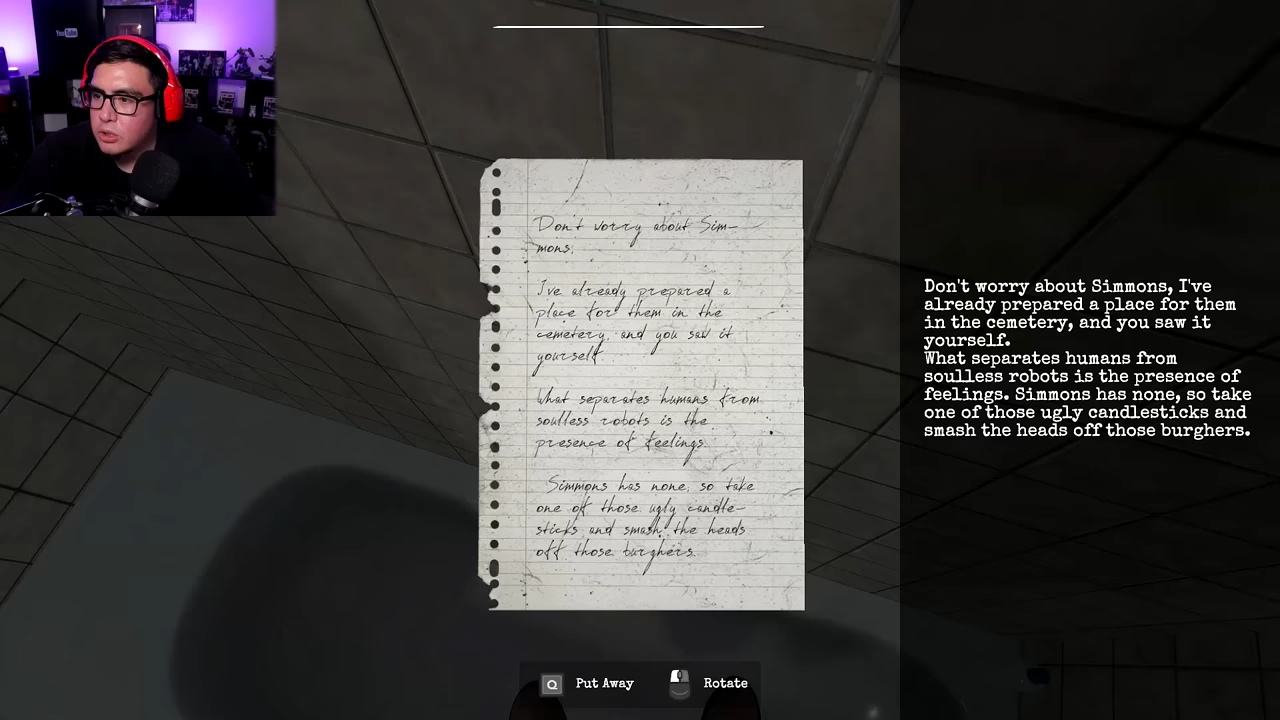 YouTube
Don't worry about Sim-
mons,
I've already prepared a
place for them in the
cemetery, and you saw it
yourself.
What separates humans from
soulless robots is the
presence of feelings.
Simmons has none, so take
one of those ugly candle-
sticks and smash the heads
off those burghers.
Don't worry about Simmons, I've
already prepared a place for them
in the cemetery, and you saw it
yourself.
What separates humans from
soulless robots is the presence of
feelings. Simmons has none, so take
one of those ugly candlesticks and
smash the heads off those burghers.
Q Put Away
Rotate